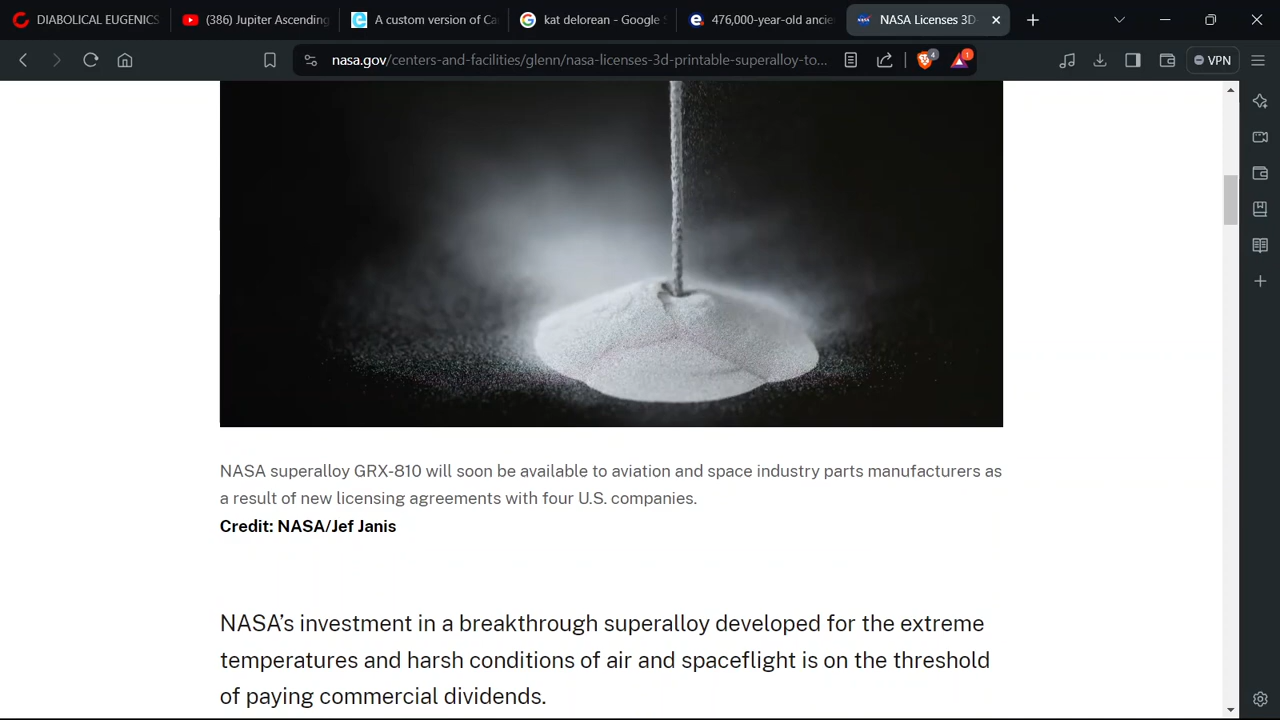 DIABOLICAL EUGENICS
(386) Jupiter Ascending
A custom version of Ca
kat delorean - Google S
476,000-year-old ancie
NASA Licenses 3D-
nasa.gov/centers-and-facilities/glenn/nasa-licenses-3d-printable-superalloy-to...
4
1
VPN
NASA superalloy GRX-810 will soon be available to aviation and space industry parts manufacturers as
a result of new licensing agreements with four U.S. companies.
Credit: NASA/Jef Janis
NASA’s investment in a breakthrough superalloy developed for the extreme
temperatures and harsh conditions of air and spaceflight is on the threshold
of paying commercial dividends.